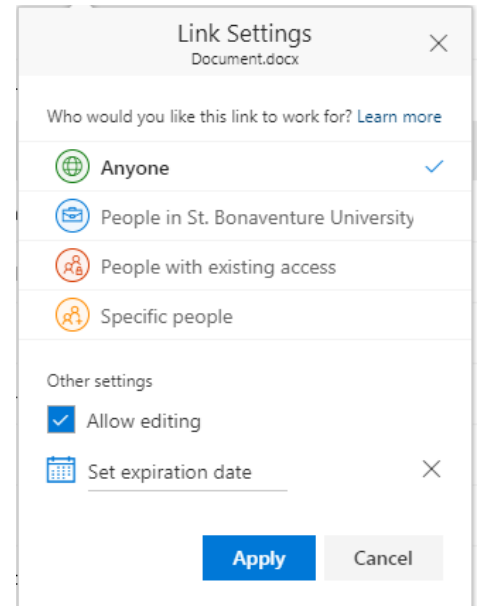 Link Settings
Document.docx
Who would you like this link to work for? Learn more
Anyone
People in St. Bonaventure University
People with existing access
Specific people
Other settings
Allow editing
Set expiration date
Apply Cancel